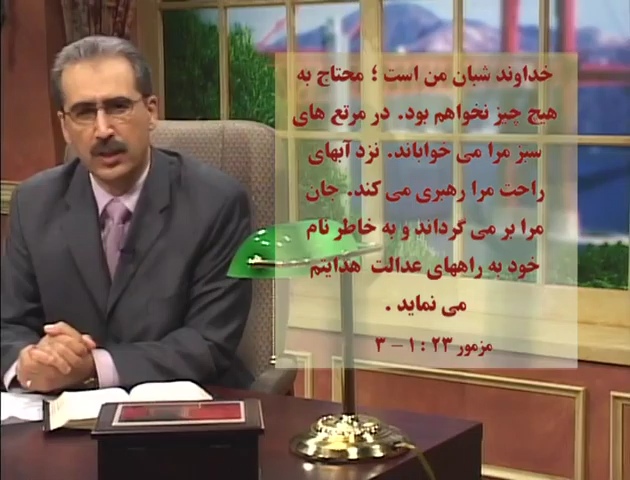 خداوند شبان من است ؛ محتاج به
هیچ چیز نخواهم بود. در مرتع های
سبز مرا می خواباند. نزد آبهای
راحت مرا رهبری می کند. جان
مرا بر می گرداند و به خاطر نام
خود به راههای عدالت هدایتم
می نماید .
مزمور ۲۳ : ۱ – ۳